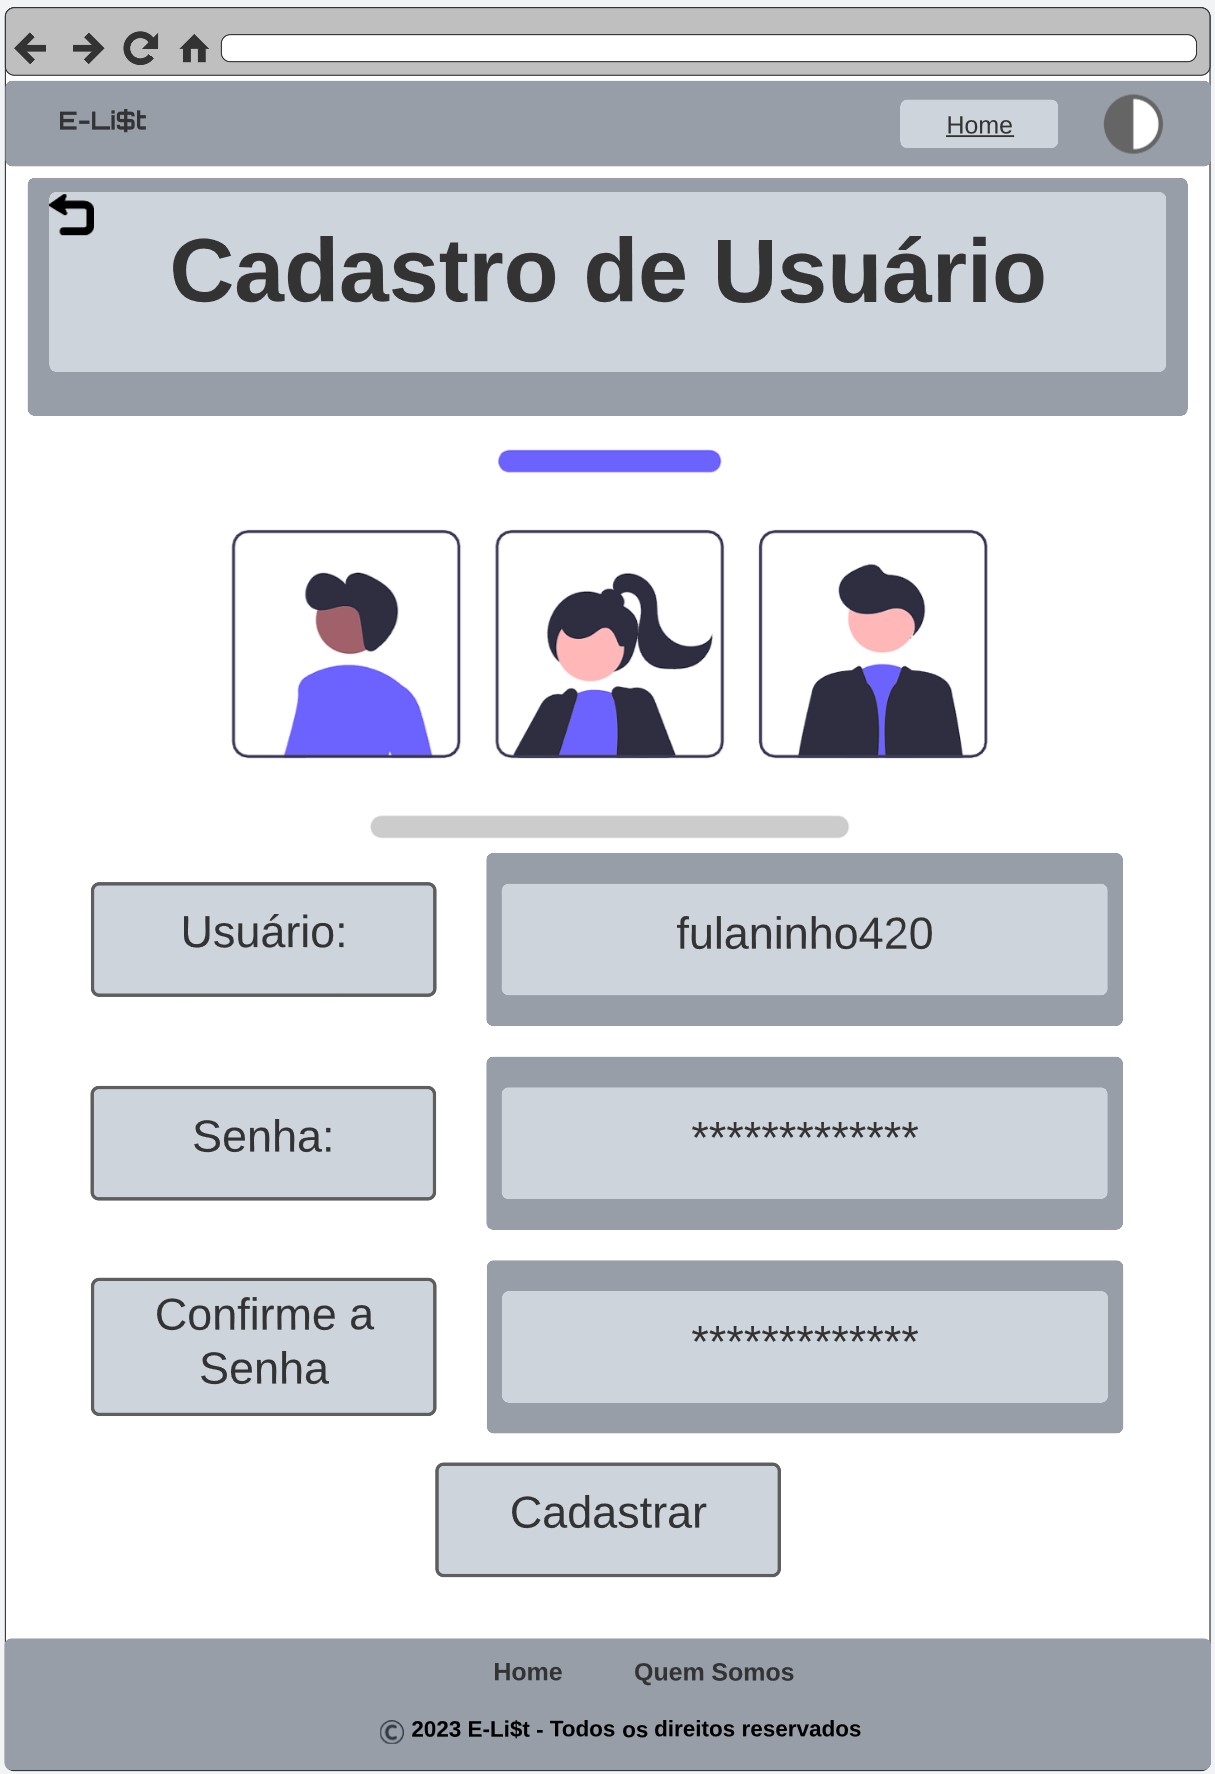 E-Li$t
Home
Cadastro de Usuário
Usuário:
fulaninho420
Senha:
*************
Confirme a
Senha
*************
Cadastrar
Home Quem Somos
© 2023 E-Li$t - Todos os direitos reservados